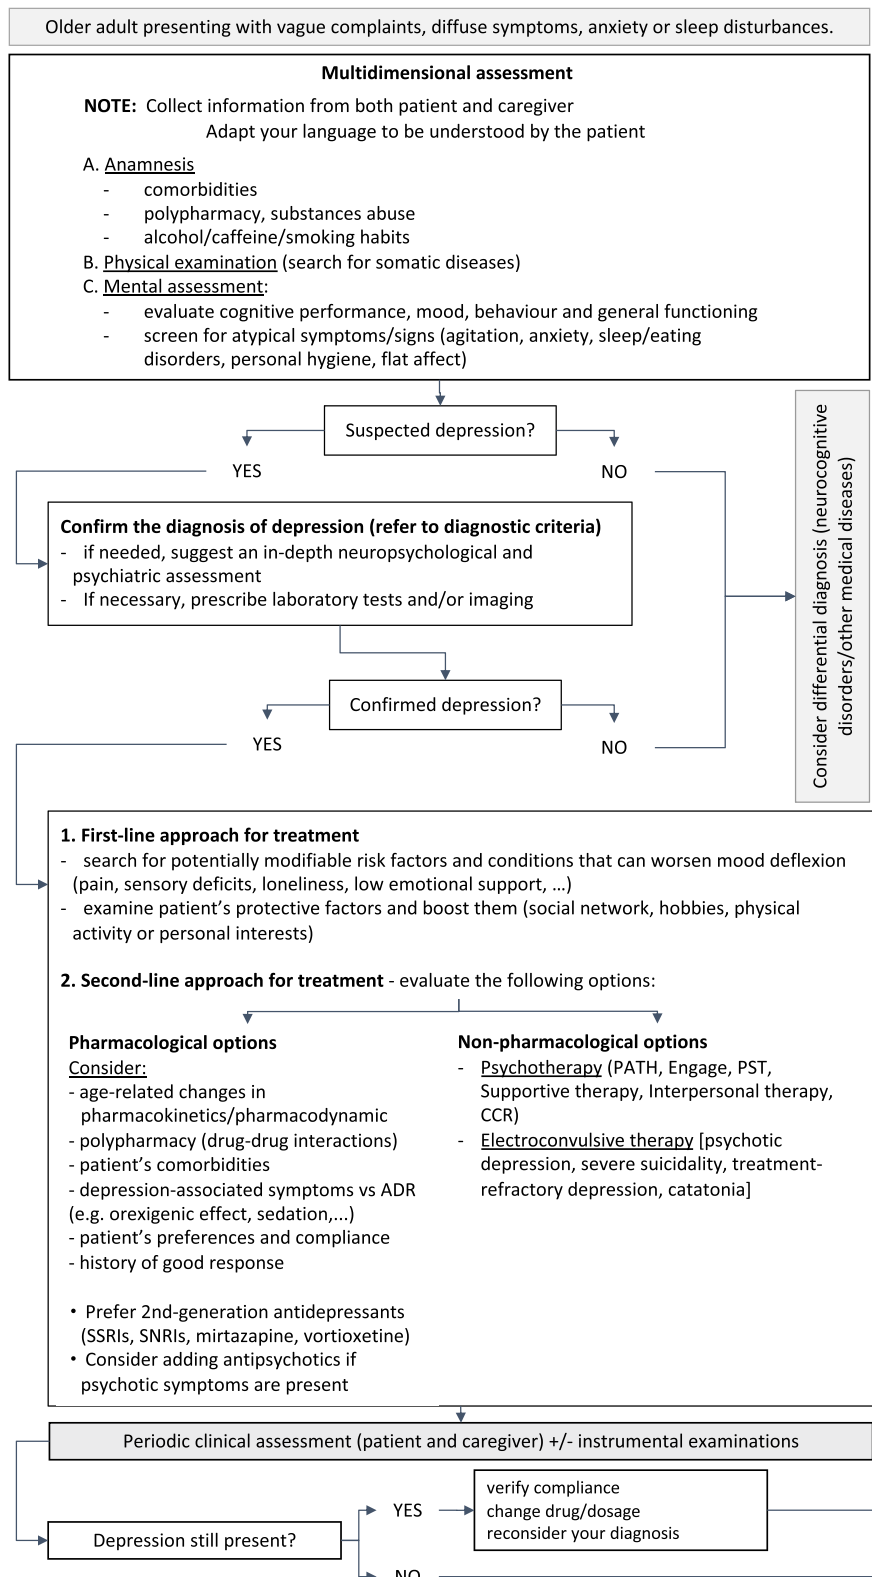 Older adult presenting with vague complaints, diffuse symptoms, anxiety or sleep disturbances.
Multidimensional assessment
NOTE: Collect information from both patient and caregiver
Adapt your language to be understood by the patient
A. Anamnesis
- comorbidities
- polypharmacy, substances abuse
- alcohol/caffeine/smoking habits
B. Physical examination (search for somatic diseases)
C. Mental assessment:
- evaluate cognitive performance, mood, behaviour and general functioning
- screen for atypical symptoms/signs (agitation, anxiety, sleep/eating
disorders, personal hygiene, flat affect)
Suspected depression?
YES
NO
Consider differential diagnosis (neurocognitive
disorders/other medical diseases)
Confirm the diagnosis of depression (refer to diagnostic criteria)
- if needed, suggest an in-depth neuropsychological and
psychiatric assessment
- If necessary, prescribe laboratory tests and/or imaging
Confirmed depression?
YES
NO
1. First-line approach for treatment
- search for potentially modifiable risk factors and conditions that can worsen mood deflexion
(pain, sensory deficits, loneliness, low emotional support, …)
- examine patient’s protective factors and boost them (social network, hobbies, physical
activity or personal interests)
2. Second-line approach for treatment - evaluate the following options:
Pharmacological options
Consider:
- age-related changes in
pharmacokinetics/pharmacodynamic
- polypharmacy (drug-drug interactions)
- patient’s comorbidities
- depression-associated symptoms vs ADR
(e.g. orexigenic effect, sedation,...)
- patient’s preferences and compliance
- history of good response
• Prefer 2nd-generation antidepressants
(SSRIs, SNRIs, mirtazapine, vortioxetine)
• Consider adding antipsychotics if
psychotic symptoms are present
Non-pharmacological options
- Psychotherapy (PATH, Engage, PST,
Supportive therapy, Interpersonal therapy,
CCR)
- Electroconvulsive therapy [psychotic
depression, severe suicidality, treatment-
refractory depression, catatonia]
Periodic clinical assessment (patient and caregiver) +/- instrumental examinations
Depression still present?
YES
verify compliance
change drug/dosage
reconsider your diagnosis
NO